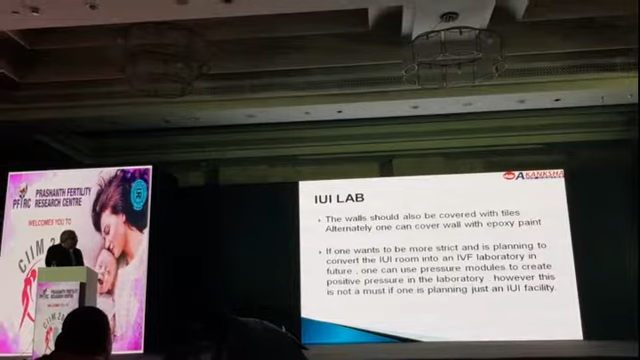 PFRC
PRASHANTH FERTILITY
RESEARCH CENTRE
WELCOMES YOU TO
CIIM
AKANKSHA
IUI LAB
The walls should also be covered with tiles
Alternately one can cover wall with epoxy paint
If one wants to be more strict and is planning to
convert the IUI room into an IVF laboratory in
future , one can use pressure modules to create
positive pressure in the laboratory . however this
is not a must if one is planning just an IUI facility.